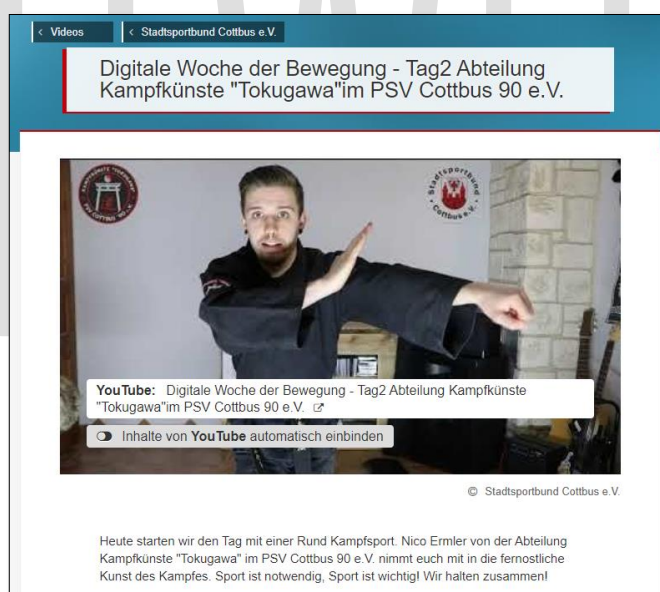 < Videos < Stadtsportbund Cottbus e.V.
Digitale Woche der Bewegung - Tag2 Abteilung
Kampfkünste "Tokugawa"im PSV Cottbus 90 e.V.
Stadtsportbund
Cottbus e.V.
YouTube: Digitale Woche der Bewegung - Tag2 Abteilung Kampfkünste
"Tokugawa"im PSV Cottbus 90 e.V.
Inhalte von YouTube automatisch einbinden
© Stadtsportbund Cottbus e.V.
Heute starten wir den Tag mit einer Rund Kampfsport. Nico Ermler von der Abteilung
Kampfkünste "Tokugawa" im PSV Cottbus 90 e.V. nimmt euch mit in die fernostliche
Kunst des Kampfes. Sport ist notwendig, Sport ist wichtig! Wir halten zusammen!